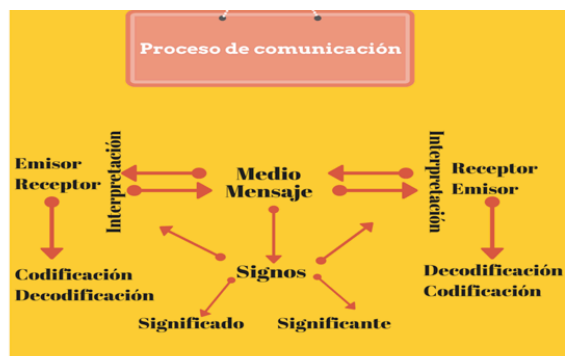 Proceso de comunicación
Emisor
Receptor
Interpretación
Medio
Mensaje
Interpretación
Receptor
Emisor
Codificación
Decodificación
Signos
Decodificación
Codificación
Significado
Significante